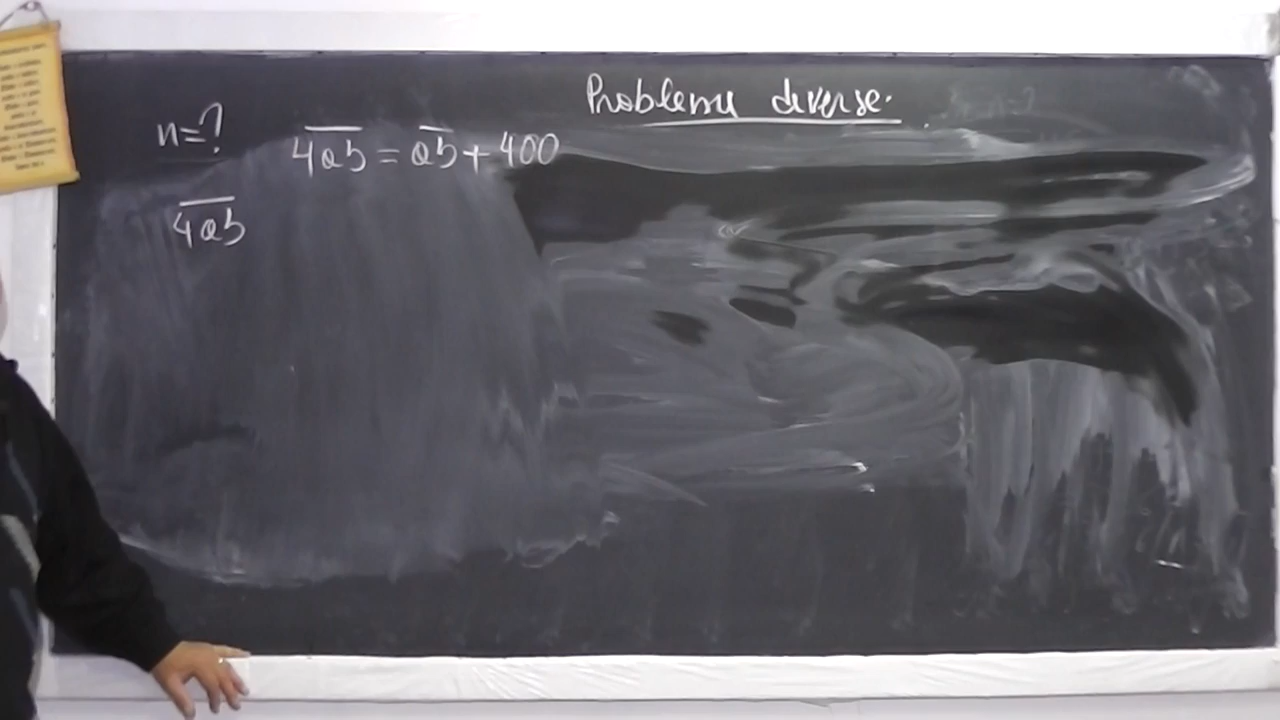 Probleme diverse.
n=? 4ab = ab + 400
4ab